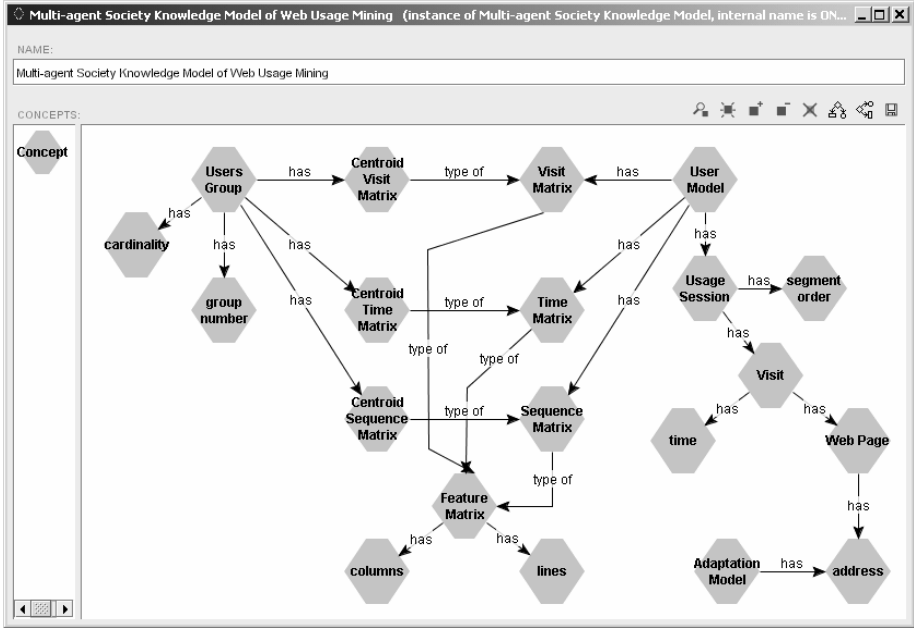 Multi-agent Society Knowledge Model of Web Usage Mining (instance of Multi-agent Society Knowledge Model, internal name is ON...
NAME:
Multi-agent Society Knowledge Model of Web Usage Mining
CONCEPTS:
Concept
Users
Group
has
Centroid
Visit
Matrix
type of
Visit
Matrix
has
User
Model
has
cardinality
has
group
number
has
has
Centroid
Time
Matrix
type of
Time
Matrix
has
has
has
Usage
Session
has
segment
order
type of
type of
has
Visit
Centroid
Sequence
Matrix
type of
Sequence
Matrix
has
time
has
Web Page
type of
Feature
Matrix
has
columns
has
lines
has
Adaptation
Model
has
address